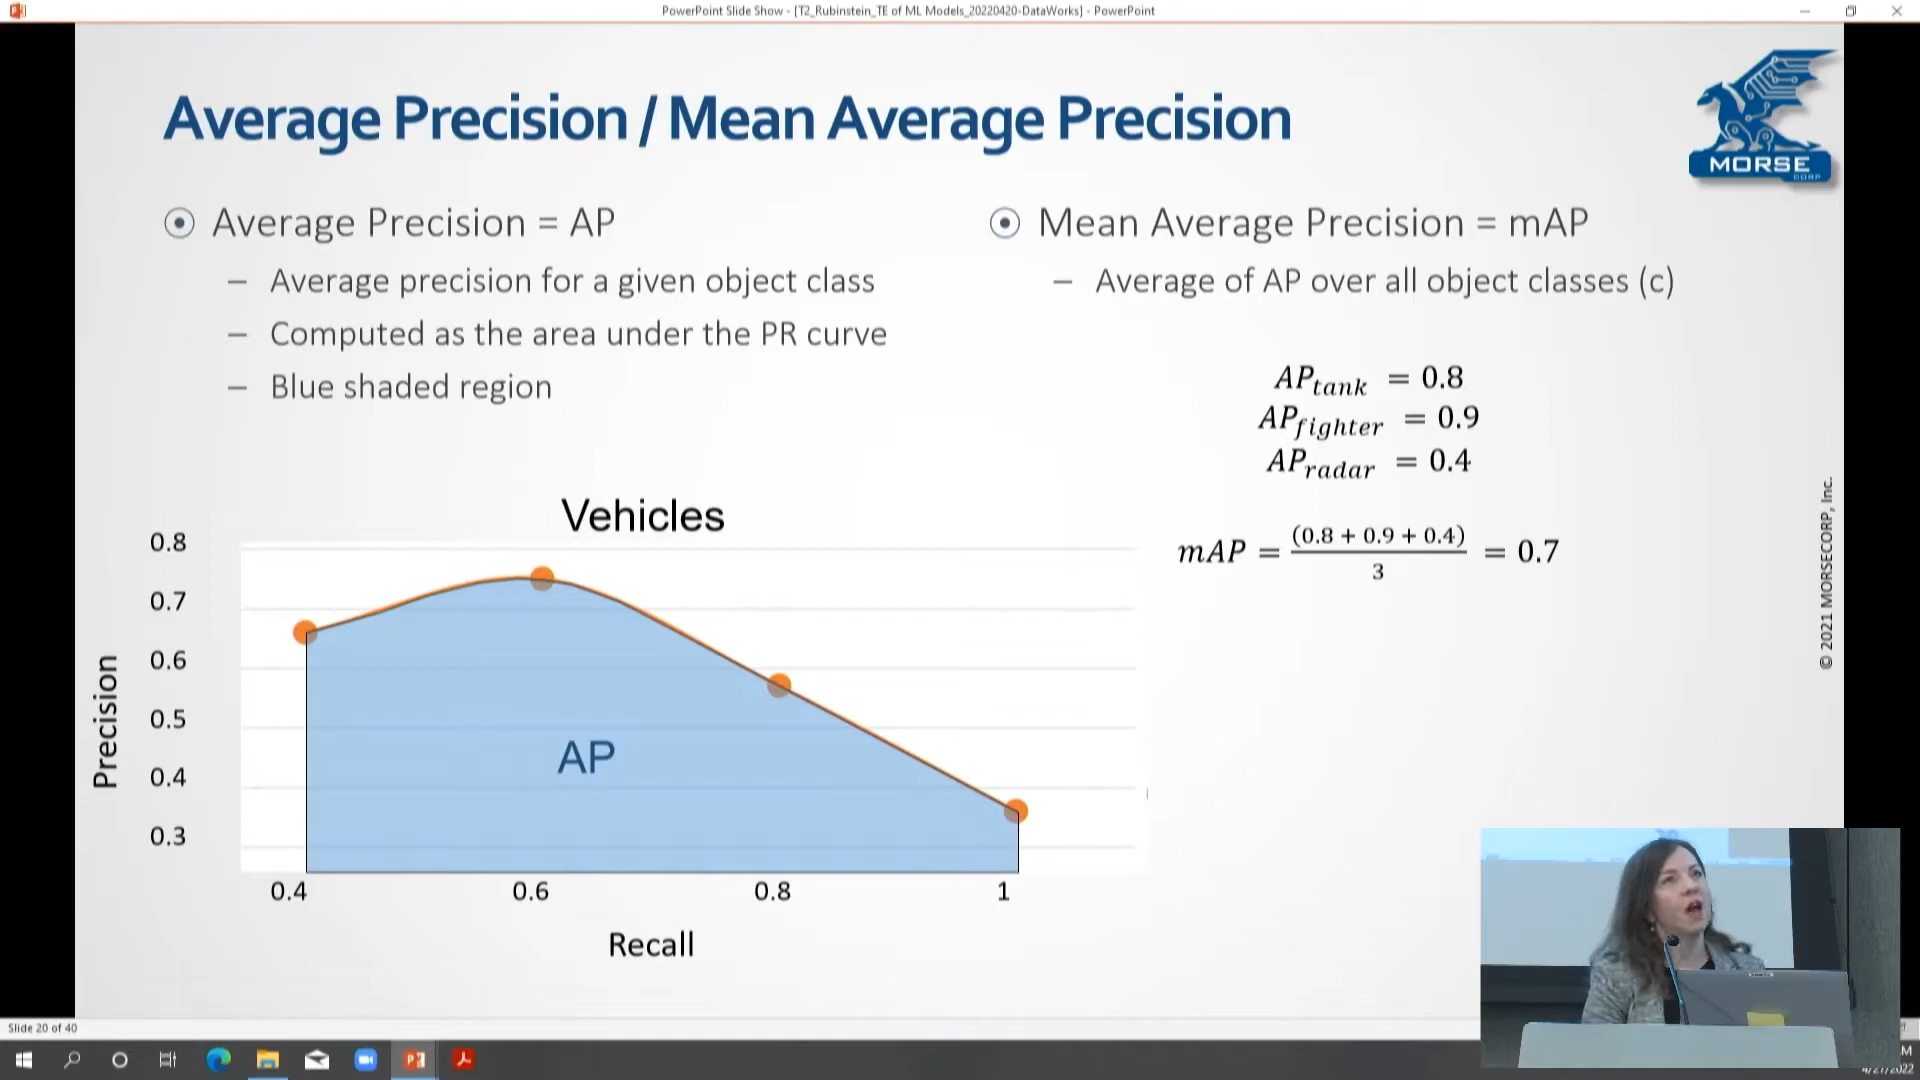 PowerPoint Slide Show - [T2_Rubinstein_TE of ML Models_20220420-DataWorks] - PowerPoint
Average Precision / Mean Average Precision
MORSE
CORP
Average Precision = AP
– Average precision for a given object class
– Computed as the area under the PR curve
– Blue shaded region
Mean Average Precision = mAP
– Average of AP over all object classes (c)
APtank = 0.8
APfighter = 0.9
APradar = 0.4
mAP = (0.8 + 0.9 + 0.4) / 3 = 0.7
Vehicles
Precision
0.8
0.7
0.6
0.5
0.4
0.3
AP
0.4 0.6 0.8 1
Recall
© 2021 MORSECORP, Inc.
Slide 20 of 40